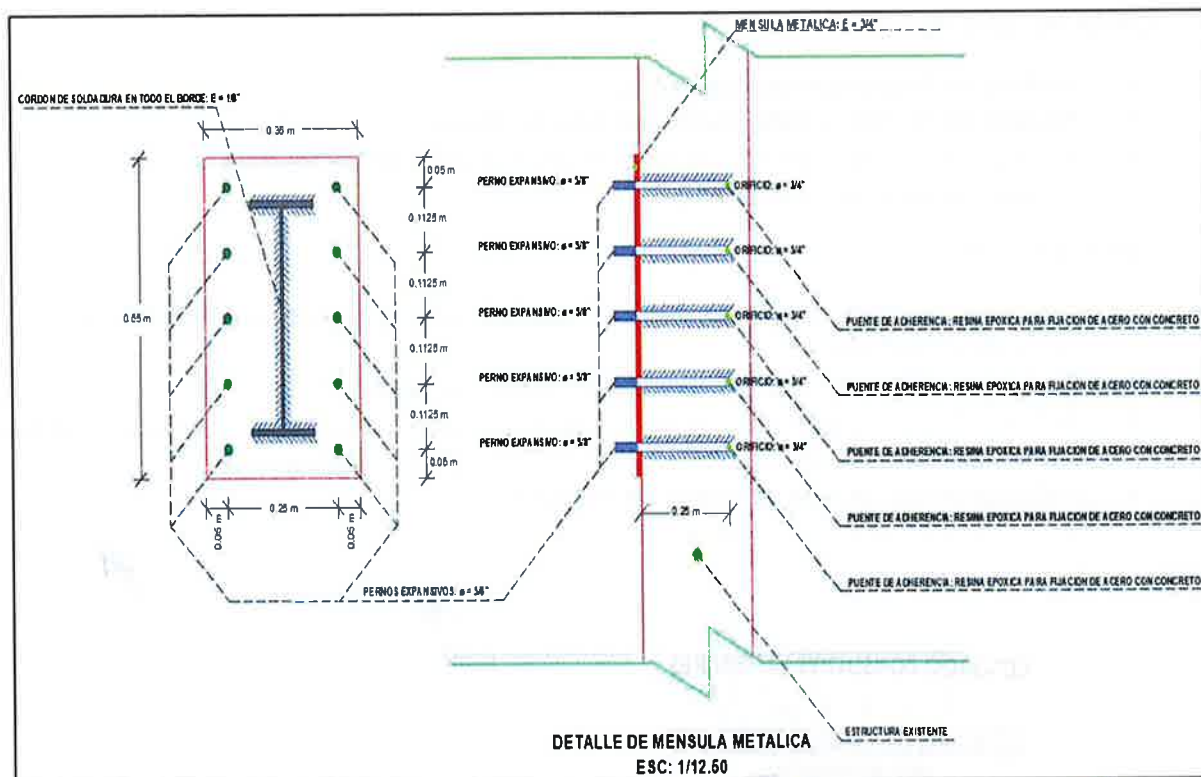 MENSULA METALICA: E = 3/4"
CORDON DE SOLDADURA EN TODO EL BORDE: E = 1/8"
0.35 m
0.05 m
0.1125 m
0.1125 m
0.1125 m
0.1125 m
0.05 m
0.55 m
0.05 m
0.25 m
0.05 m
PERNO EXPANSIVO: ø = 5/8"
PERNO EXPANSIVO: ø = 5/8"
PERNO EXPANSIVO: ø = 5/8"
PERNO EXPANSIVO: ø = 5/8"
PERNO EXPANSIVO: ø = 5/8"
ORIFICIO: ø = 3/4"
ORIFICIO: ø = 3/4"
ORIFICIO: ø = 3/4"
ORIFICIO: ø = 3/4"
ORIFICIO: ø = 3/4"
PUENTE DE ADHERENCIA: RESINA EPOXICA PARA FIJACION DE ACERO CON CONCRETO
PUENTE DE ADHERENCIA: RESINA EPOXICA PARA FIJACION DE ACERO CON CONCRETO
PUENTE DE ADHERENCIA: RESINA EPOXICA PARA FIJACION DE ACERO CON CONCRETO
PUENTE DE ADHERENCIA: RESINA EPOXICA PARA FIJACION DE ACERO CON CONCRETO
PUENTE DE ADHERENCIA: RESINA EPOXICA PARA FIJACION DE ACERO CON CONCRETO
0.25 m
PERNOS EXPANSIVOS: ø = 5/8"
ESTRUCTURA EXISTENTE
DETALLE DE MENSULA METALICA
ESC: 1/12.50